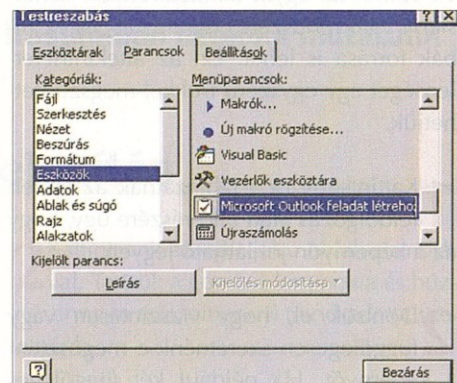 Testreszabás
Eszköztárak Parancsok Beállítások
Kategóriák:
Fájl
Szerkesztés
Nézet
Beszúrás
Formátum
Eszközök
Adatok
Ablak és súgó
Rajz
Alakzatok
Menüparancsok:
Makrók...
Új makró rögzítése...
Visual Basic
Vezérlők eszköztára
Microsoft Outlook feladat létreho
Újraszámolás
Kijelölt parancs:
Leírás Kijelölés módosítása
Bezárás